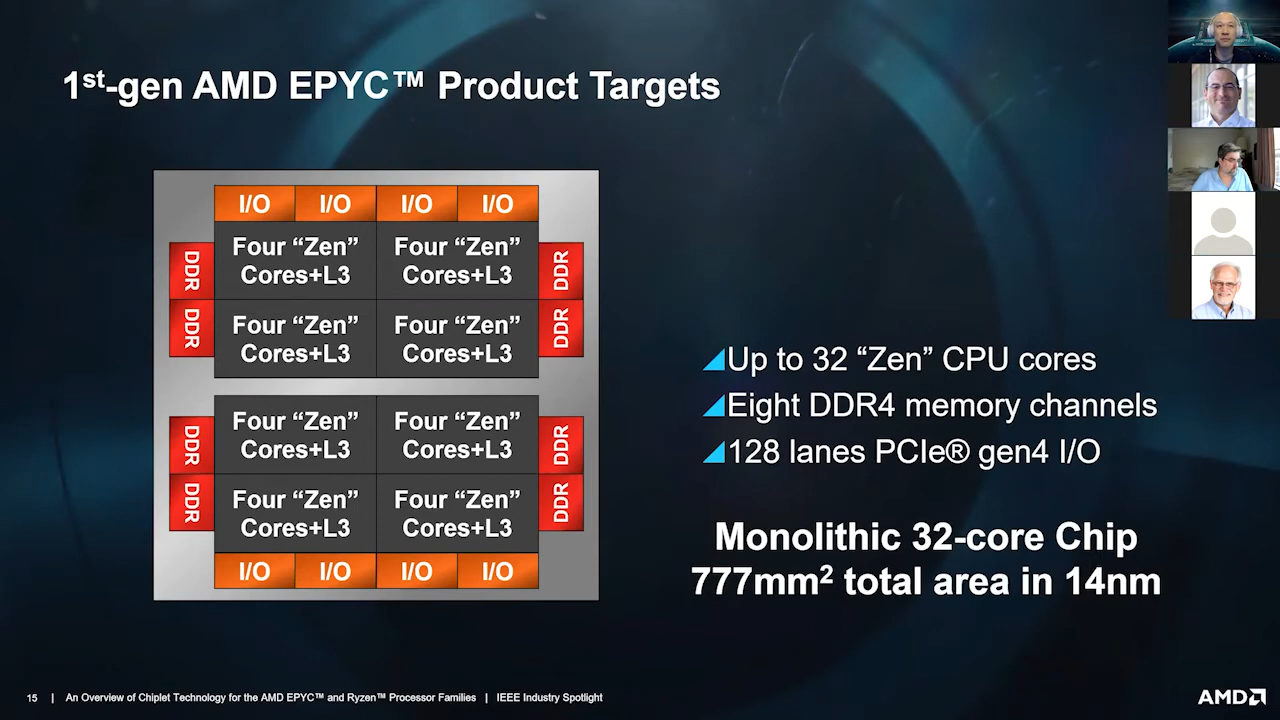 1st-gen AMD EPYC™ Product Targets
I/O I/O I/O I/O
Four “Zen” Cores+L3
Four “Zen” Cores+L3
DDR
DDR
Four “Zen” Cores+L3
Four “Zen” Cores+L3
DDR
DDR
Four “Zen” Cores+L3
Four “Zen” Cores+L3
DDR
DDR
Four “Zen” Cores+L3
Four “Zen” Cores+L3
DDR
DDR
I/O I/O I/O I/O
Up to 32 “Zen” CPU cores
Eight DDR4 memory channels
128 lanes PCIe® gen4 I/O
Monolithic 32-core Chip
777mm² total area in 14nm
15 | An Overview of Chiplet Technology for the AMD EPYC™ and Ryzen™ Processor Families | IEEE Industry Spotlight
AMD